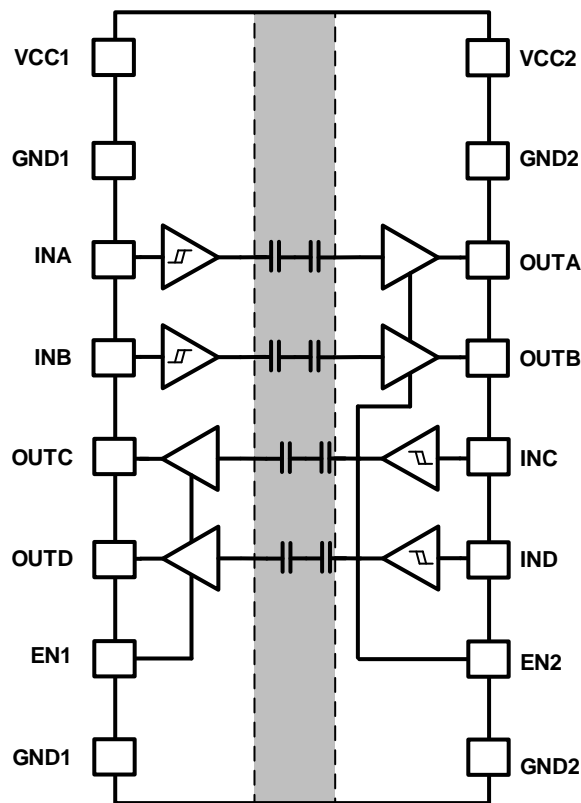 VCC1
VCC2
GND1
GND2
INA
OUTA
INB
OUTB
OUTC
INC
OUTD
IND
EN1
EN2
GND1
GND2